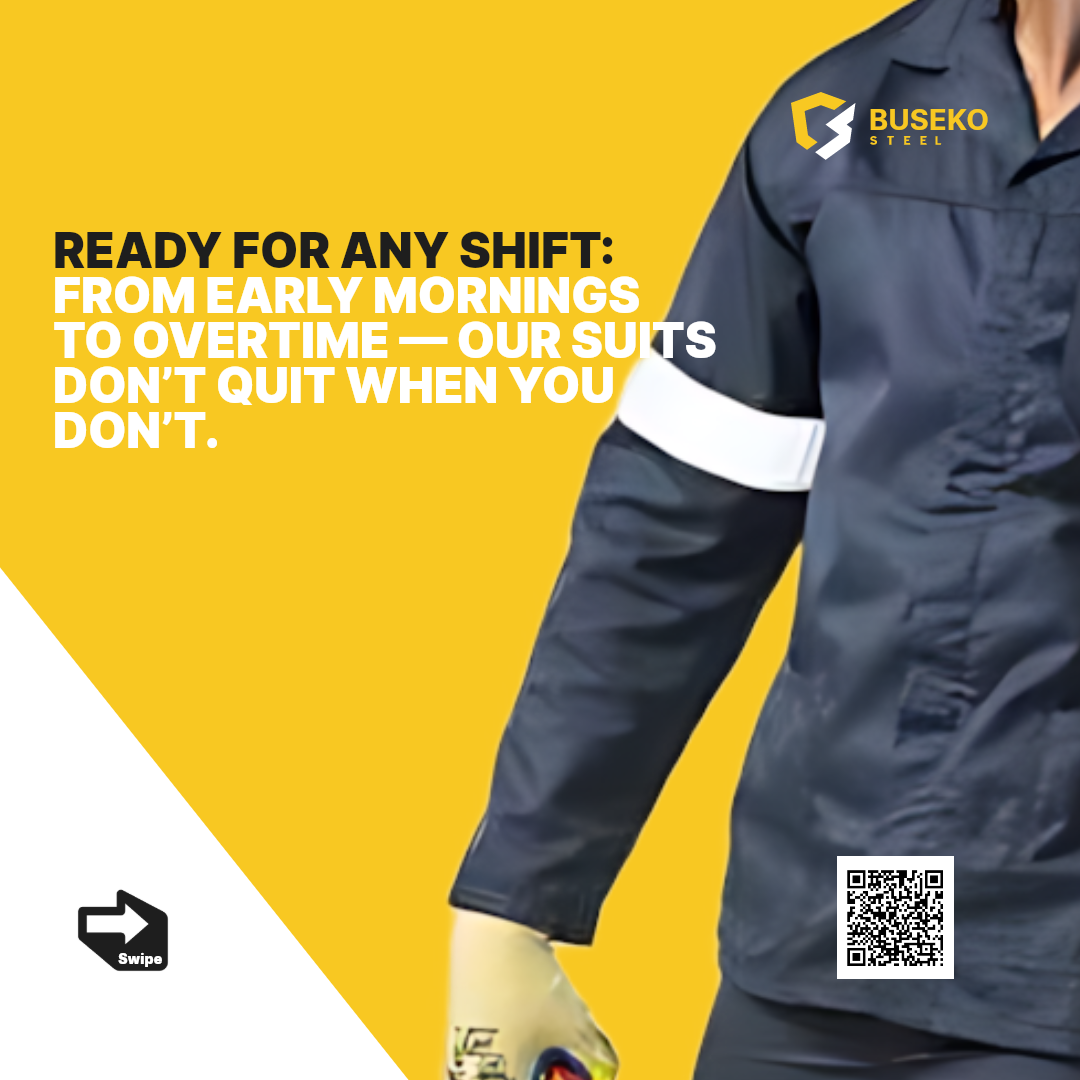 BUSEKO
STEEL
READY FOR ANY SHIFT:
FROM EARLY MORNINGS
TO OVERTIME — OUR SUITS
DON’T QUIT WHEN YOU
DON’T.
Swipe